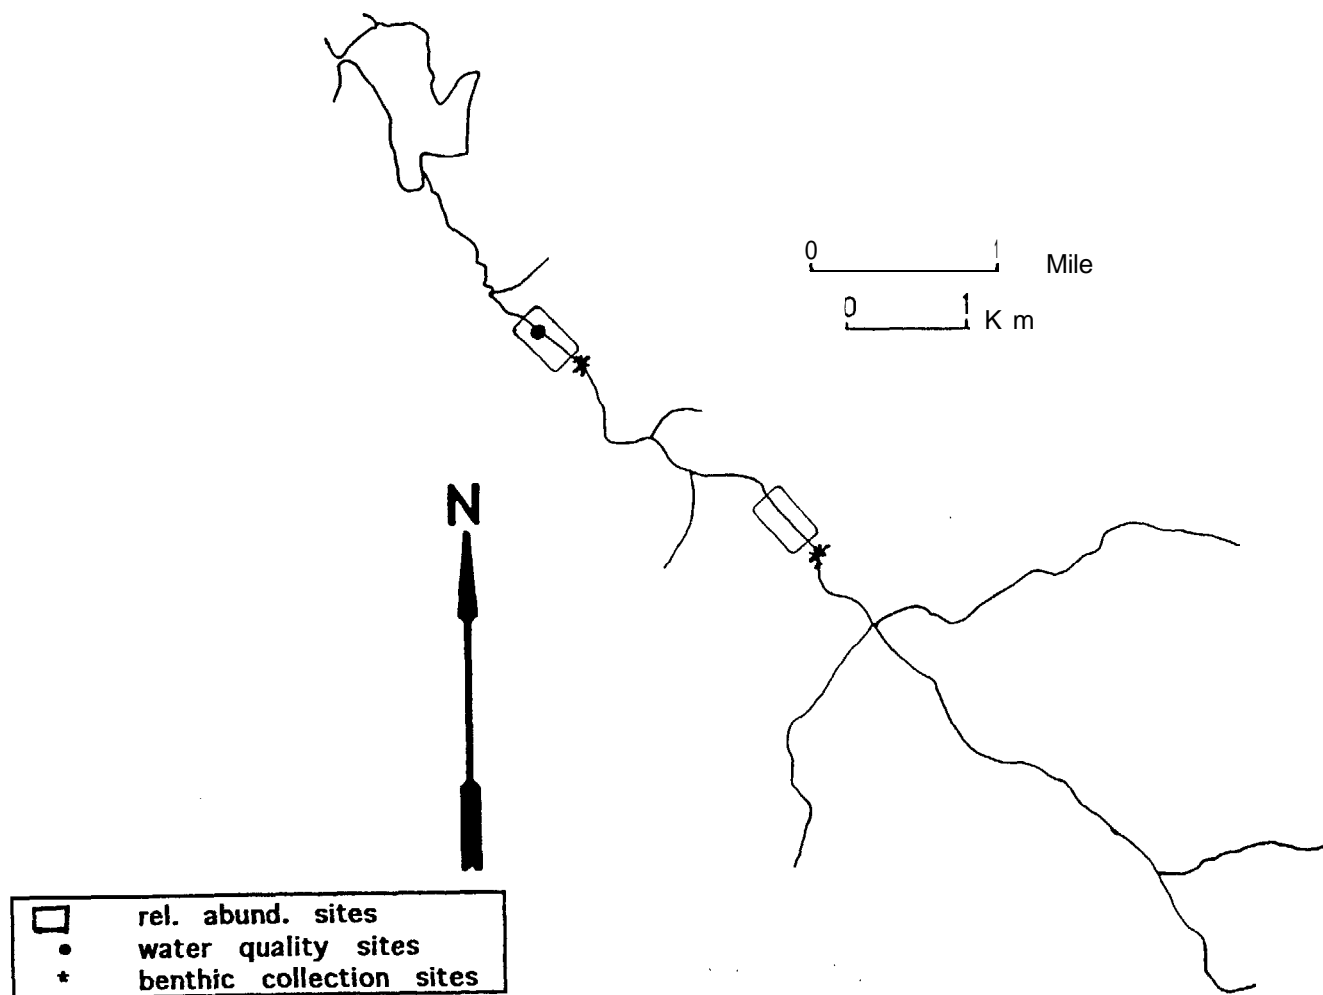 0 1 Mile
0 1 K m
N
rel. abund. sites
water quality sites
* benthic collection sites